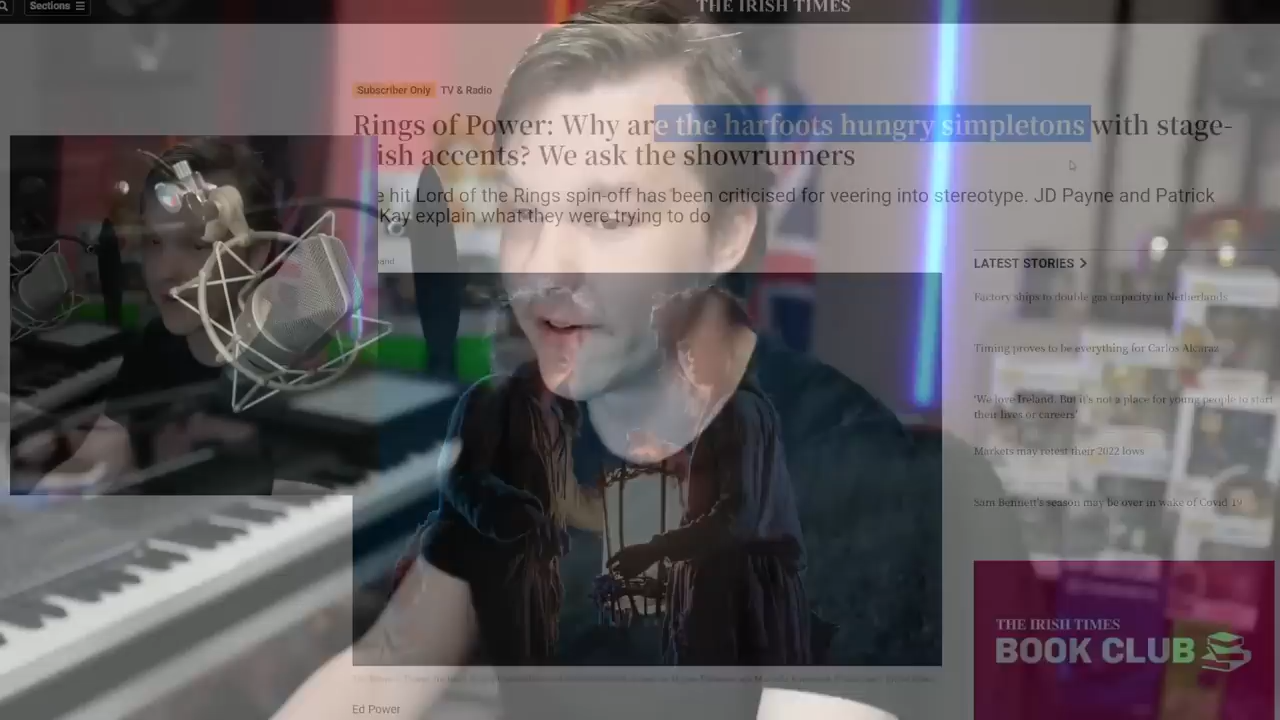 Sections
THE IRISH TIMES
Subscriber Only TV & Radio
Rings of Power: Why are the harfoots hungry simpletons with stage-
ish accents? We ask the showrunners
e hit Lord of the Rings spin-off has been criticised for veering into stereotype. JD Payne and Patrick
Kay explain what they were trying to do
LATEST STORIES
Factory ships to double gas capacity in Netherlands
Timing proves to be everything for Carlos Alcaraz
'We love Ireland. But it's not a place for young people to start
their lives or careers'
Markets may retest their 2022 lows
Sam Bennett's season may be over in wake of Covid-19
THE IRISH TIMES
BOOK CLUB
Ed Power